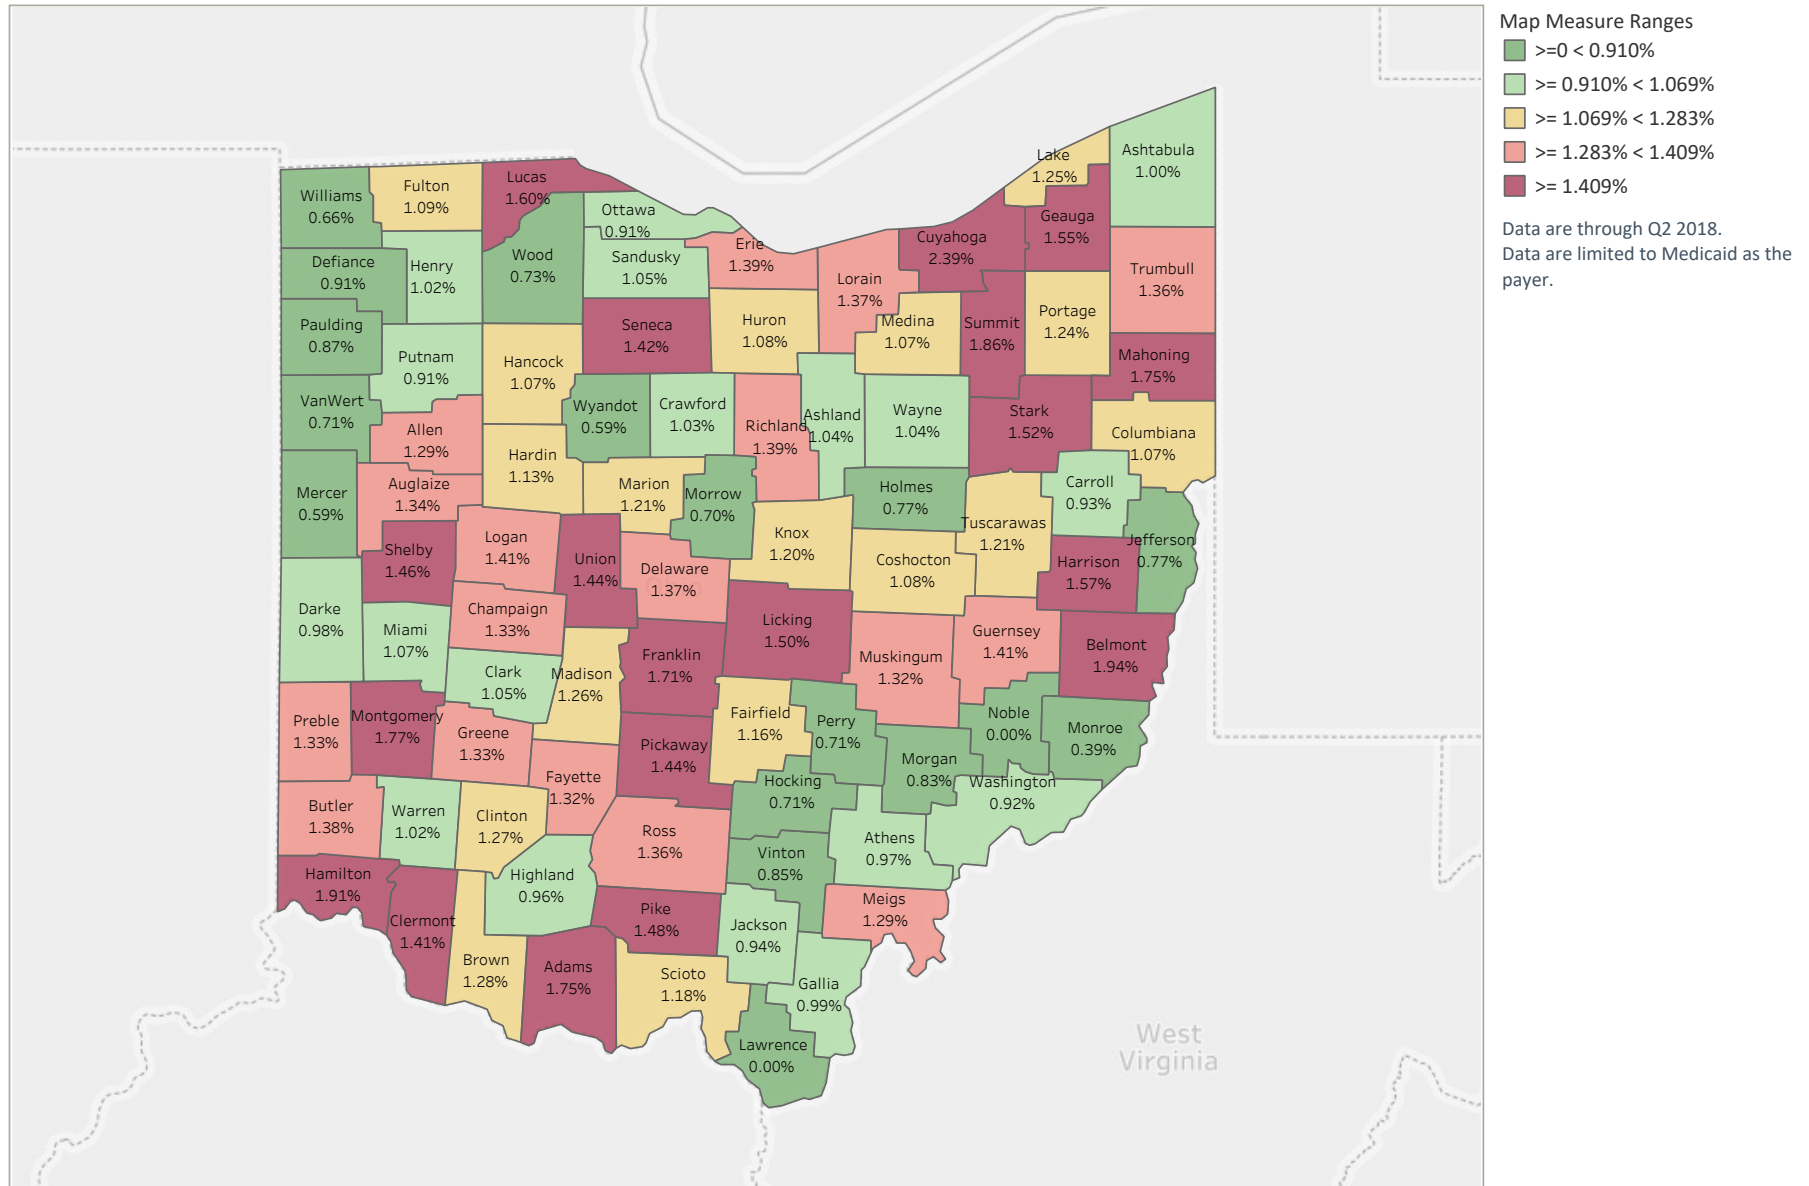 Map Measure Ranges
>=0 < 0.910%
>= 0.910% < 1.069%
>= 1.069% < 1.283%
>= 1.283% < 1.409%
>= 1.409%
Data are through Q2 2018.
Data are limited to Medicaid as the
payer.
Williams
0.66%
Fulton
1.09%
Lucas
1.60%
Ottawa
0.91%
Lake
1.25%
Ashtabula
1.00%
Geauga
1.55%
Cuyahoga
2.39%
Defiance
0.91%
Henry
1.02%
Wood
0.73%
Sandusky
1.05%
Erie
1.39%
Lorain
1.37%
Trumbull
1.36%
Paulding
0.87%
Putnam
0.91%
Hancock
1.07%
Seneca
1.42%
Huron
1.08%
Medina
1.07%
Summit
1.86%
Portage
1.24%
Mahoning
1.75%
VanWert
0.71%
Allen
1.29%
Wyandot
0.59%
Crawford
1.03%
Richland
1.39%
Ashland
1.04%
Wayne
1.04%
Stark
1.52%
Columbiana
1.07%
Mercer
0.59%
Auglaize
1.34%
Hardin
1.13%
Marion
1.21%
Morrow
0.70%
Holmes
0.77%
Carroll
0.93%
Tuscarawas
1.21%
Jefferson
0.77%
Shelby
1.46%
Logan
1.41%
Union
1.44%
Delaware
1.37%
Knox
1.20%
Coshocton
1.08%
Harrison
1.57%
Darke
0.98%
Miami
1.07%
Champaign
1.33%
Licking
1.50%
Muskingum
1.32%
Guernsey
1.41%
Belmont
1.94%
Clark
1.05%
Madison
1.26%
Franklin
1.71%
Preble
1.33%
Montgomery
1.77%
Greene
1.33%
Fayette
1.32%
Pickaway
1.44%
Fairfield
1.16%
Perry
0.71%
Noble
0.00%
Monroe
0.39%
Morgan
0.83%
Washington
0.92%
Butler
1.38%
Warren
1.02%
Clinton
1.27%
Ross
1.36%
Hocking
0.71%
Vinton
0.85%
Athens
0.97%
Hamilton
1.91%
Clermont
1.41%
Highland
0.96%
Pike
1.48%
Jackson
0.94%
Meigs
1.29%
Brown
1.28%
Adams
1.75%
Scioto
1.18%
Gallia
0.99%
Lawrence
0.00%
West
Virginia